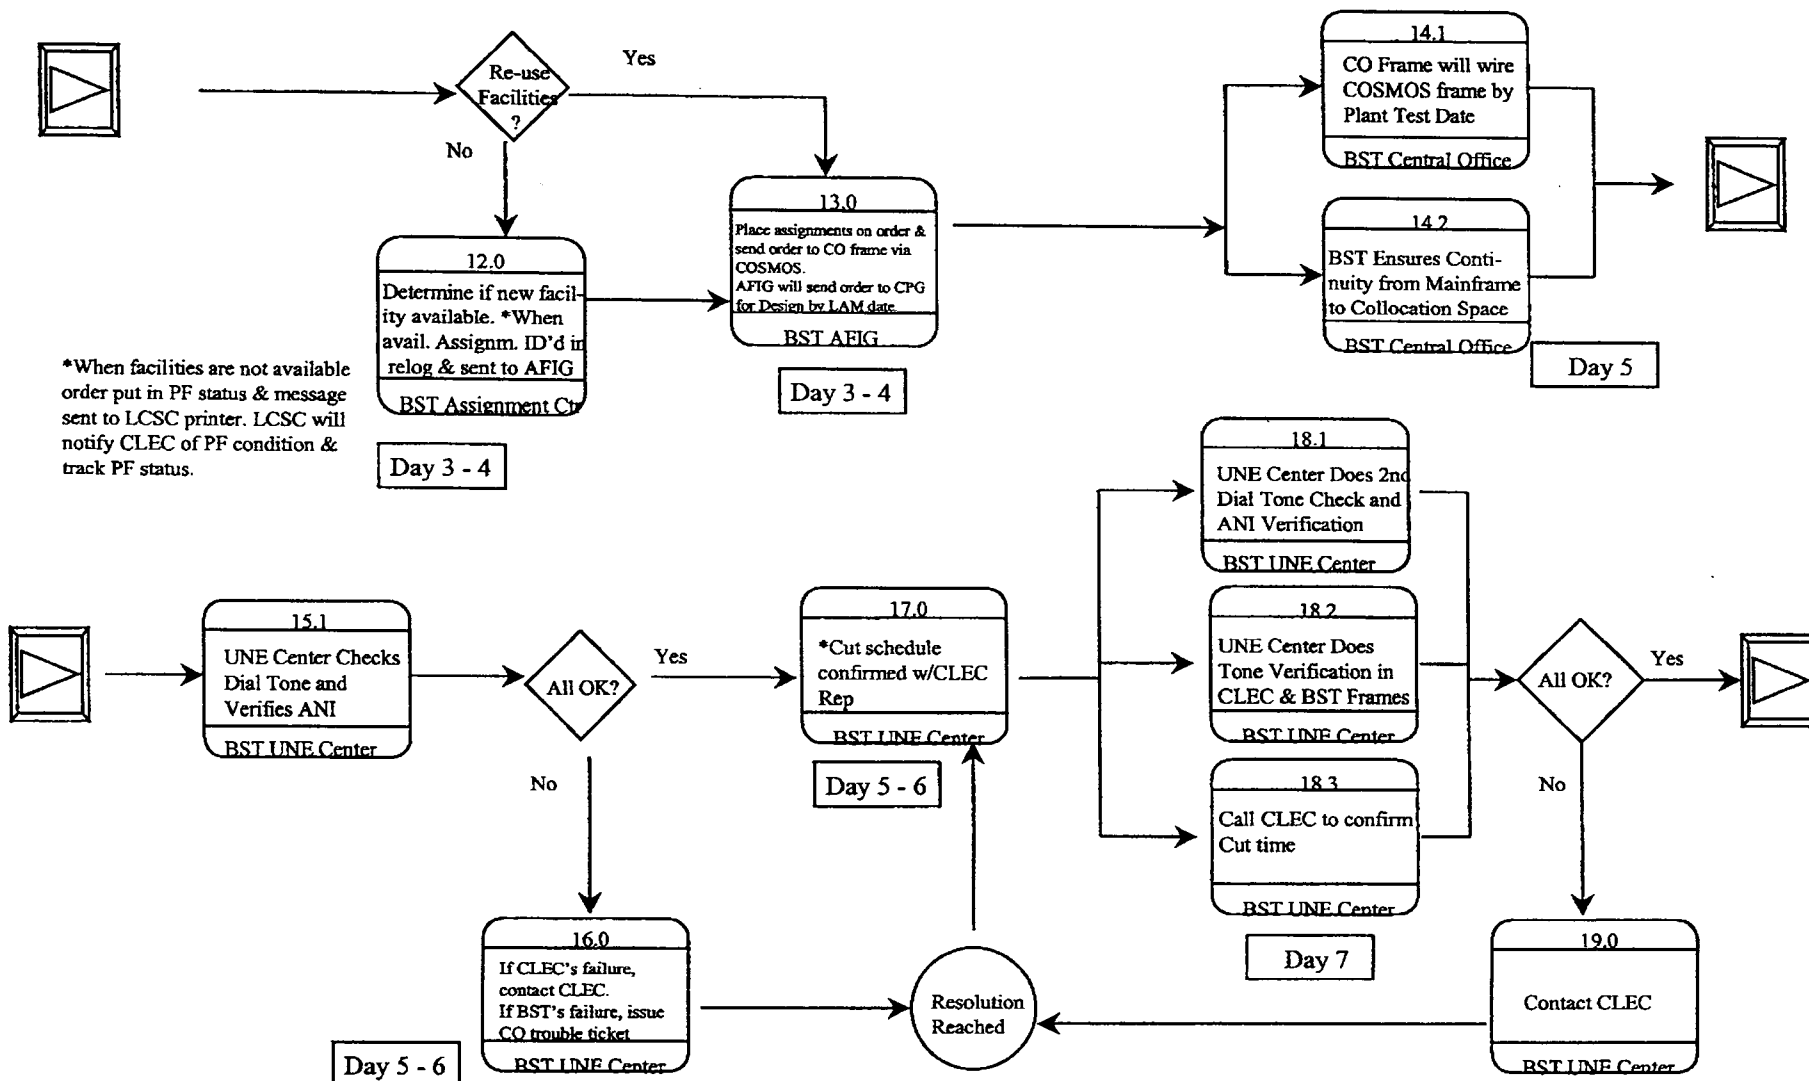 Re-use
Facilities
?
Yes
No
12.0
Determine if new facil-
ity available. *When
avail. Assignm. ID'd in
relog & sent to AFIG
BST Assignment Ctr
Day 3 - 4
*When facilities are not available
order put in PF status & message
sent to LCSC printer. LCSC will
notify CLEC of PF condition &
track PF status.
13.0
Place assignments on order &
send order to CO frame via
COSMOS.
AFIG will send order to CPG
for Design by LAM date.
BST AFIG
Day 3 - 4
14.1
CO Frame will wire
COSMOS frame by
Plant Test Date
BST Central Office
14.2
BST Ensures Conti-
nuity from Mainframe
to Collocation Space
BST Central Office
Day 5
15.1
UNE Center Checks
Dial Tone and
Verifies ANI
BST UNE Center
All OK?
Yes
No
16.0
If CLEC's failure,
contact CLEC.
If BST's failure, issue
CO trouble ticket
BST UNE Center
Day 5 - 6
17.0
*Cut schedule
confirmed w/CLEC
Rep
BST UNE Center
Day 5 - 6
Resolution
Reached
18.1
UNE Center Does 2nd
Dial Tone Check and
ANI Verification
BST UNE Center
18.2
UNE Center Does
Tone Verification in
CLEC & BST Frames
BST UNE Center
18.3
Call CLEC to confirm
Cut time
BST UNE Center
Day 7
All OK?
Yes
No
19.0
Contact CLEC
BST UNE Center